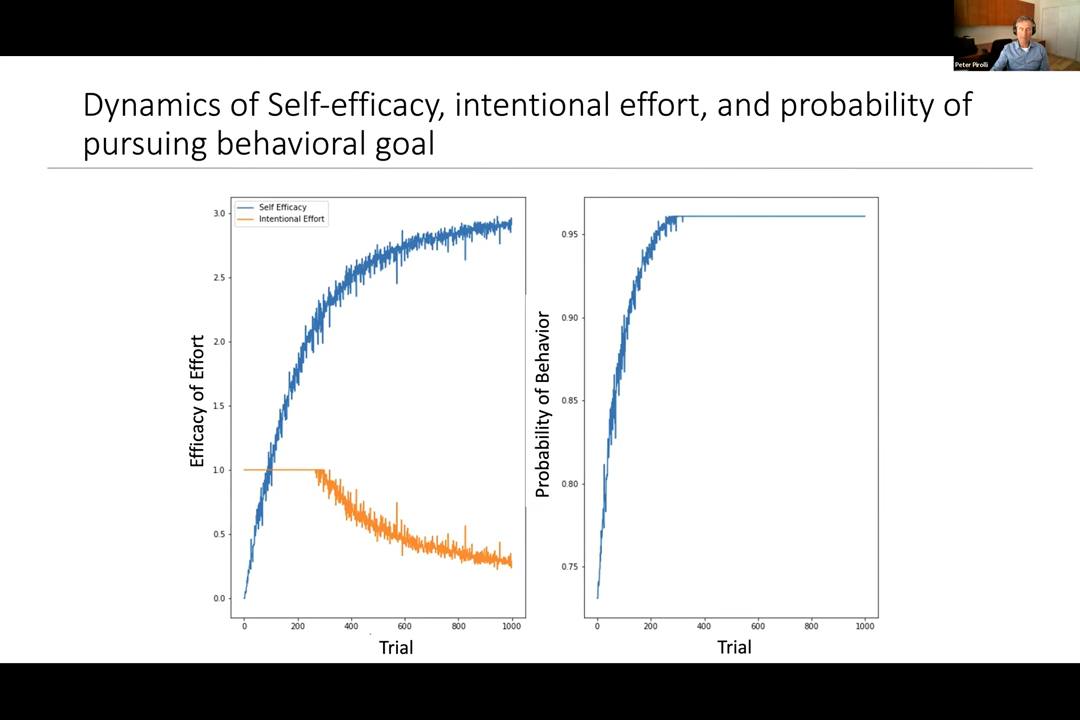 Peter Pirolli
Dynamics of Self-efficacy, intentional effort, and probability of
pursuing behavioral goal
Self Efficacy
Intentional Effort
Efficacy of Effort
3.0
2.5
2.0
1.5
1.0
0.5
0.0
0 200 400 600 800 1000
Trial
Probability of Behavior
0.95
0.90
0.85
0.80
0.75
0 200 400 600 800 1000
Trial